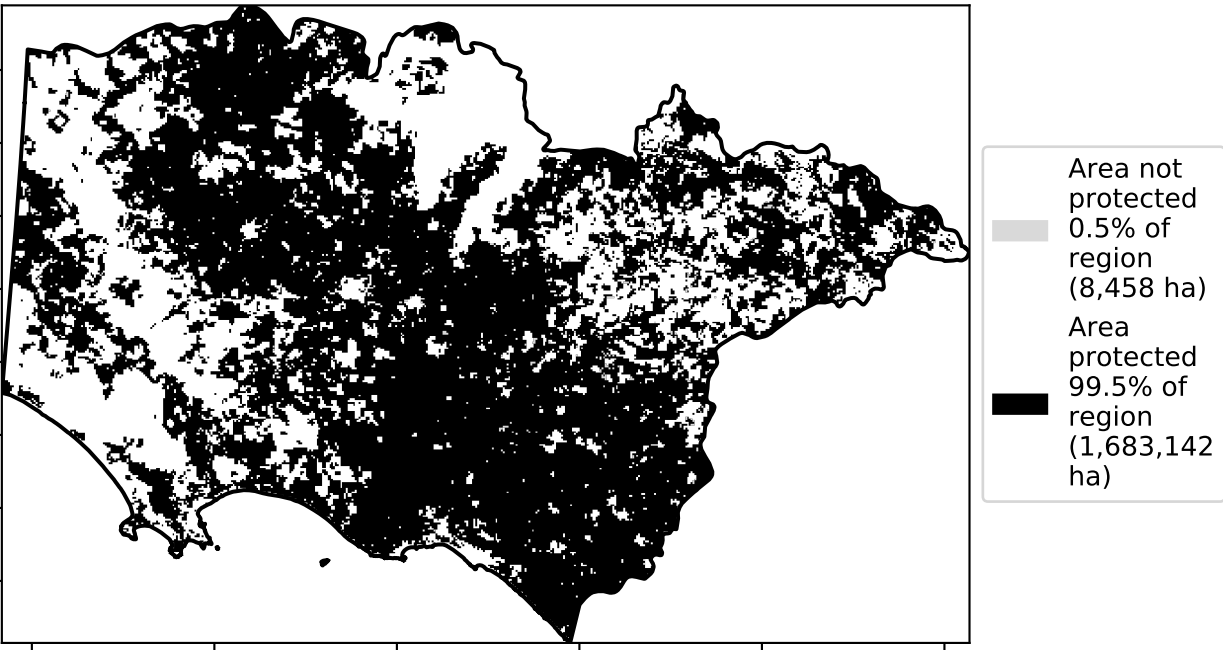 Area not
protected
0.5% of
region
(8,458 ha)
Area
protected
99.5% of
region
(1,683,142
ha)